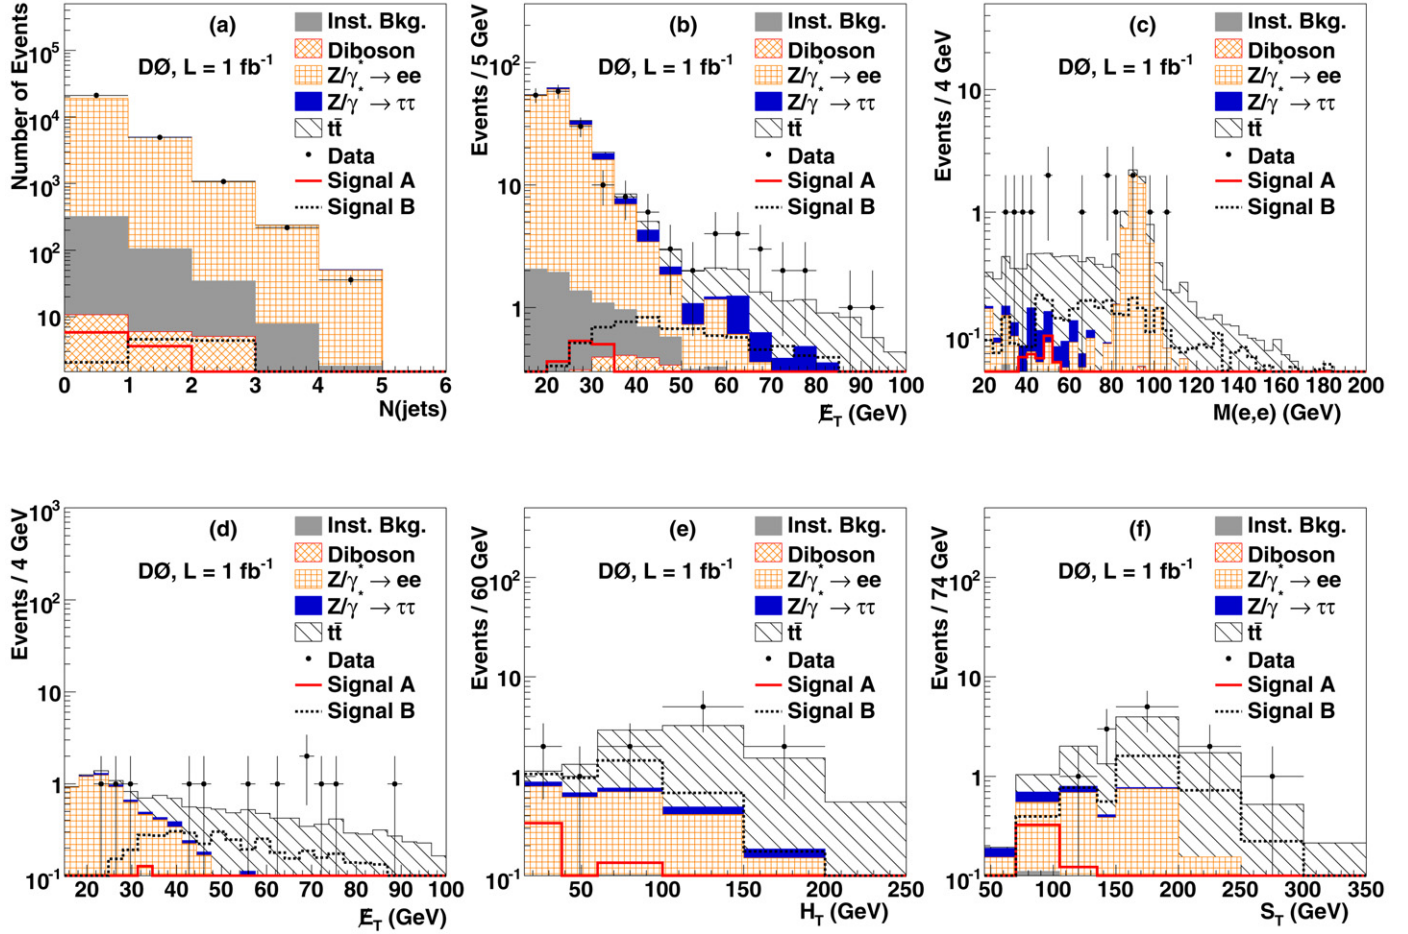 (a)
DØ, L = 1 fb⁻¹
Inst. Bkg.
Diboson
Z/γ* → ee
Z/γ* → ττ
tt̄
Data
Signal A
Signal B
Number of Events
10⁵
10⁴
10³
10²
10
0 1 2 3 4 5 6
N(jets)
(b)
DØ, L = 1 fb⁻¹
Inst. Bkg.
Diboson
Z/γ* → ee
Z/γ* → ττ
tt̄
Data
Signal A
Signal B
Events / 5 GeV
10²
10
1
20 30 40 50 60 70 80 90 100
E̸_T (GeV)
(c)
DØ, L = 1 fb⁻¹
Inst. Bkg.
Diboson
Z/γ* → ee
Z/γ* → ττ
tt̄
Data
Signal A
Signal B
Events / 4 GeV
10
1
10⁻¹
20 40 60 80 100 120 140 160 180 200
M(e,e) (GeV)
(d)
DØ, L = 1 fb⁻¹
Inst. Bkg.
Diboson
Z/γ* → ee
Z/γ* → ττ
tt̄
Data
Signal A
Signal B
Events / 4 GeV
10³
10²
10
1
10⁻¹
20 30 40 50 60 70 80 90 100
E̸_T (GeV)
(e)
DØ, L = 1 fb⁻¹
Inst. Bkg.
Diboson
Z/γ* → ee
Z/γ* → ττ
tt̄
Data
Signal A
Signal B
Events / 60 GeV
10²
10
1
10⁻¹
50 100 150 200 250
H_T (GeV)
(f)
DØ, L = 1 fb⁻¹
Inst. Bkg.
Diboson
Z/γ* → ee
Z/γ* → ττ
tt̄
Data
Signal A
Signal B
Events / 74 GeV
10²
10
1
10⁻¹
50 100 150 200 250 300 350
S_T (GeV)